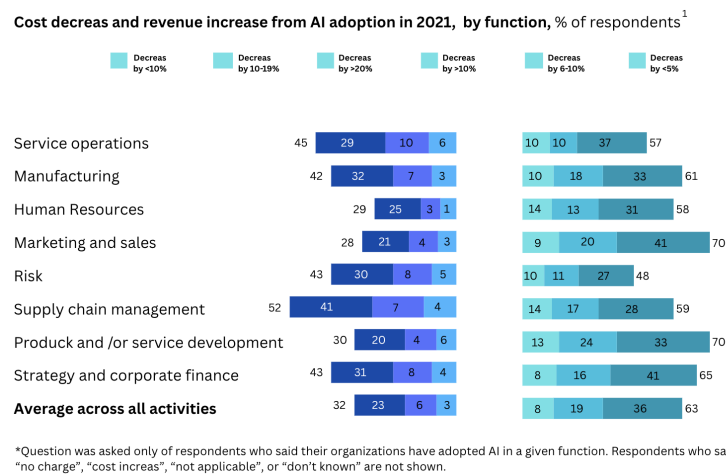 Cost decreas and revenue increase from AI adoption in 2021, by function, % of respondents1
Decreas by <10%
Decreas by 10-19%
Decreas by >20%
Decreas by >10%
Decreas by 6-10%
Decreas by <5%
Service operations 45 29 10 6 10 10 37 57
Manufacturing 42 32 7 3 10 18 33 61
Human Resources 29 25 3 1 14 13 31 58
Marketing and sales 28 21 4 3 9 20 41 70
Risk 43 30 8 5 10 11 27 48
Supply chain management 52 41 7 4 14 17 28 59
Produck and /or service development 30 20 4 6 13 24 33 70
Strategy and corporate finance 43 31 8 4 8 16 41 65
Average across all activities 32 23 6 3 8 19 36 63
*Question was asked only of respondents who said their organizations have adopted AI in a given function. Respondents who
“no charge”, “cost increas”, “not applicable”, or “don’t known” are not shown.